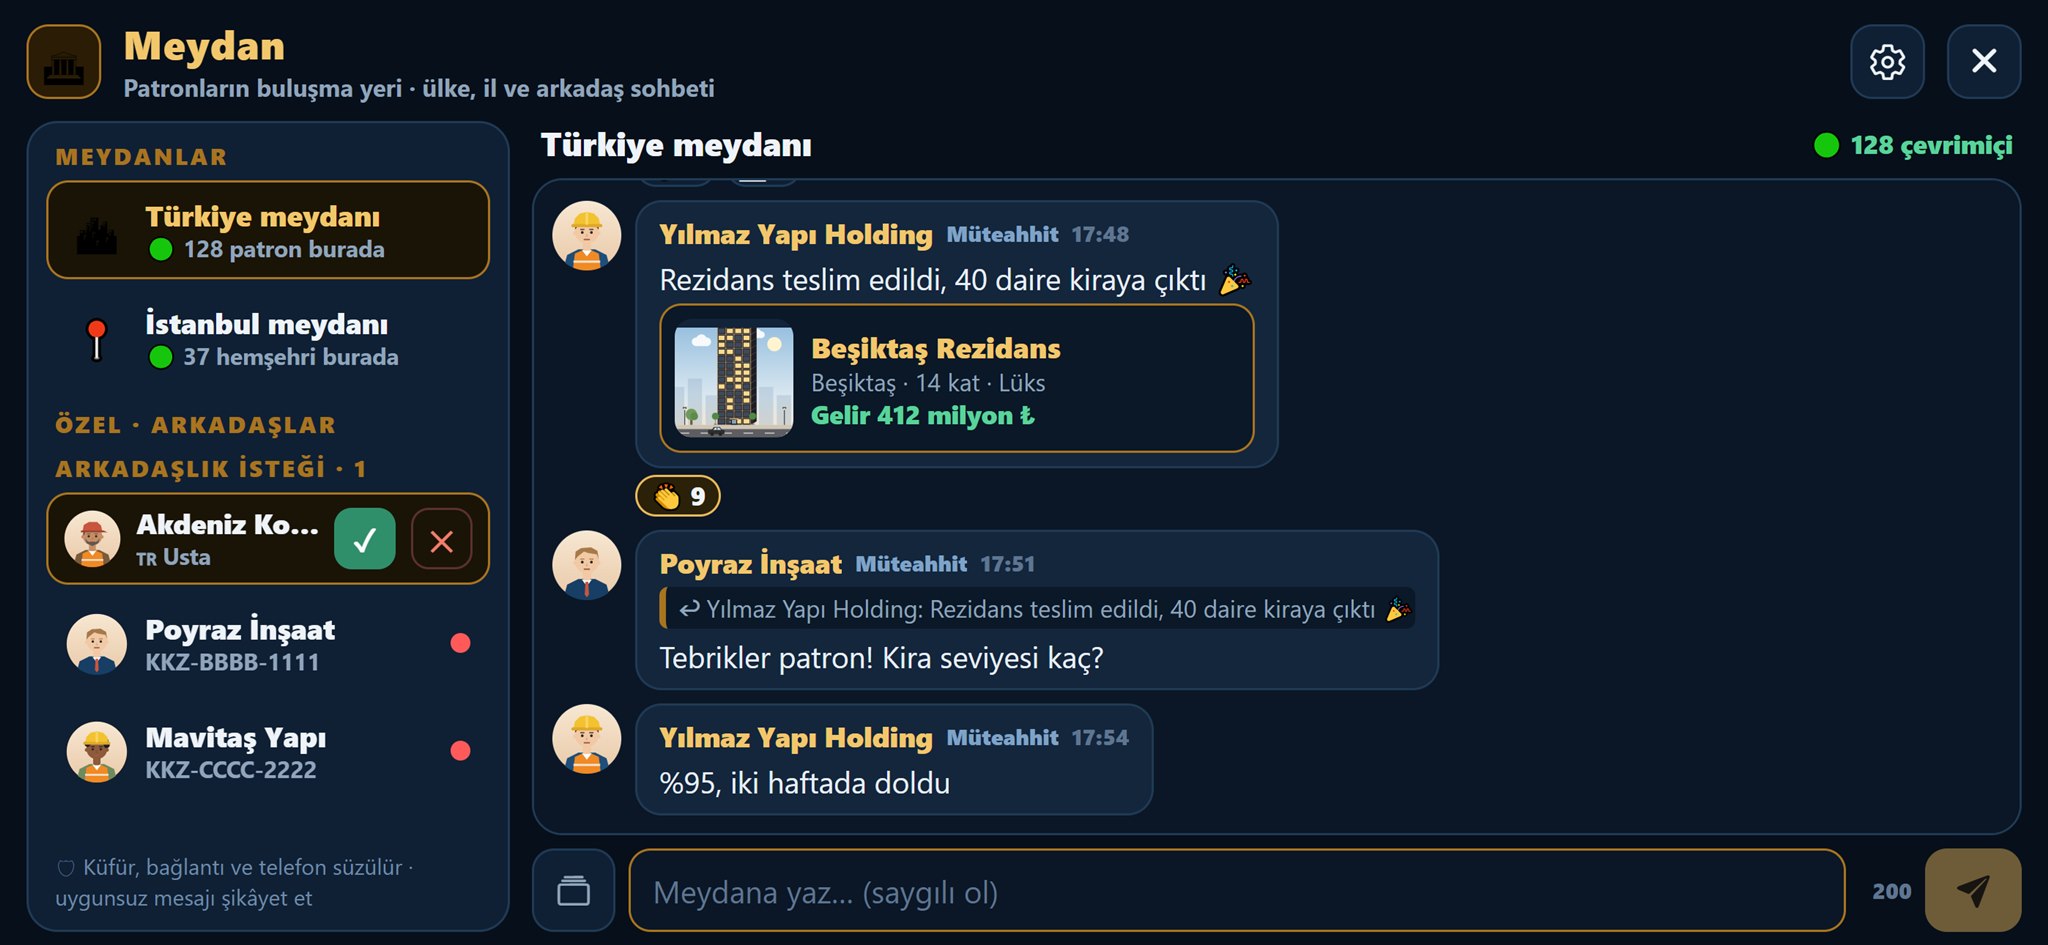 Meydan
Patronların buluşma yeri · ülke, il ve arkadaş sohbeti
MEYDANLAR
Türkiye meydanı
128 patron burada
İstanbul meydanı
37 hemşehri burada
ÖZEL · ARKADAŞLAR
ARKADAŞLIK İSTEĞİ · 1
Akdeniz Ko...
TR Usta
Poyraz İnşaat
KKZ-BBBB-1111
Mavitaş Yapı
KKZ-CCCC-2222
Küfür, bağlantı ve telefon süzülür ·
uygunsuz mesajı şikâyet et
Türkiye meydanı
128 çevrimiçi
Yılmaz Yapı Holding Müteahhit 17:48
Rezidans teslim edildi, 40 daire kiraya çıktı 🎉
Beşiktaş Rezidans
Beşiktaş · 14 kat · Lüks
Gelir 412 milyon ₺
👏 9
Poyraz İnşaat Müteahhit 17:51
↩ Yılmaz Yapı Holding: Rezidans teslim edildi, 40 daire kiraya çıktı 🎉
Tebrikler patron! Kira seviyesi kaç?
Yılmaz Yapı Holding Müteahhit 17:54
%95, iki haftada doldu
Meydana yaz... (saygılı ol)
200